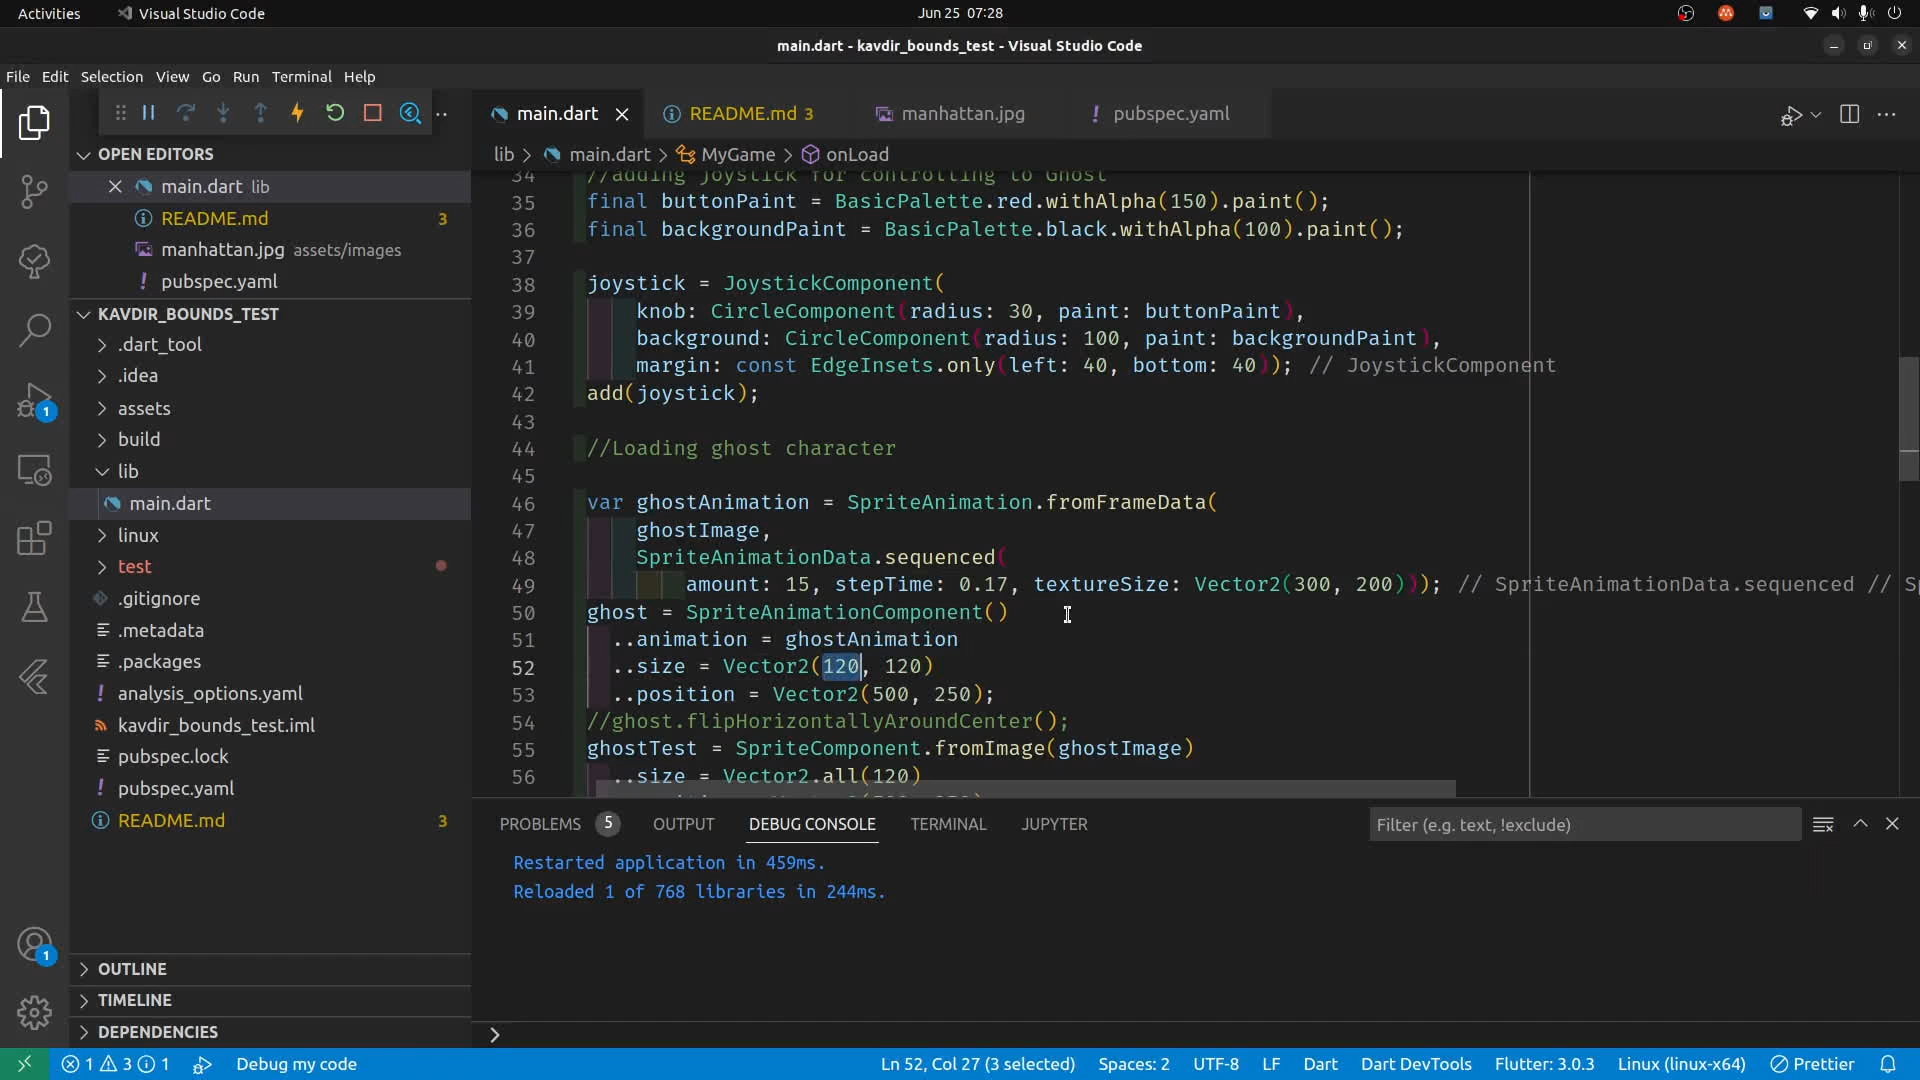 Activities
Visual Studio Code
Jun 25 07:28
main.dart - kavdir_bounds_test - Visual Studio Code
File Edit Selection View Go Run Terminal Help
main.dart
README.md 3
manhattan.jpg
pubspec.yaml
lib > main.dart > MyGame > onLoad
OPEN EDITORS
main.dart lib
README.md 3
manhattan.jpg assets/images
pubspec.yaml
KAVDIR_BOUNDS_TEST
.dart_tool
.idea
assets
build
lib
main.dart
linux
test
.gitignore
.metadata
.packages
analysis_options.yaml
kavdir_bounds_test.iml
pubspec.lock
pubspec.yaml
README.md 3
OUTLINE
TIMELINE
DEPENDENCIES
1
1
34 //adding joystick for controlling to Ghost
35 final buttonPaint = BasicPalette.red.withAlpha(150).paint();
36 final backgroundPaint = BasicPalette.black.withAlpha(100).paint();
37
38 joystick = JoystickComponent(
39 knob: CircleComponent(radius: 30, paint: buttonPaint),
40 background: CircleComponent(radius: 100, paint: backgroundPaint),
41 margin: const EdgeInsets.only(left: 40, bottom: 40)); // JoystickComponent
42 add(joystick);
43
44 //Loading ghost character
45
46 var ghostAnimation = SpriteAnimation.fromFrameData(
47 ghostImage,
48 SpriteAnimationData.sequenced(
49 amount: 15, stepTime: 0.17, textureSize: Vector2(300, 200))); // SpriteAnimationData.sequenced // S
50 ghost = SpriteAnimationComponent()
51 ..animation = ghostAnimation
52 ..size = Vector2(120, 120)
53 ..position = Vector2(500, 250);
54 //ghost.flipHorizontallyAroundCenter();
55 ghostTest = SpriteComponent.fromImage(ghostImage)
56 ..size = Vector2.all(120)
PROBLEMS 5 OUTPUT DEBUG CONSOLE TERMINAL JUPYTER
Filter (e.g. text, !exclude)
Restarted application in 459ms.
Reloaded 1 of 768 libraries in 244ms.
1 3 1 Debug my code
Ln 52, Col 27 (3 selected) Spaces: 2 UTF-8 LF Dart Dart DevTools Flutter: 3.0.3 Linux (linux-x64) Prettier